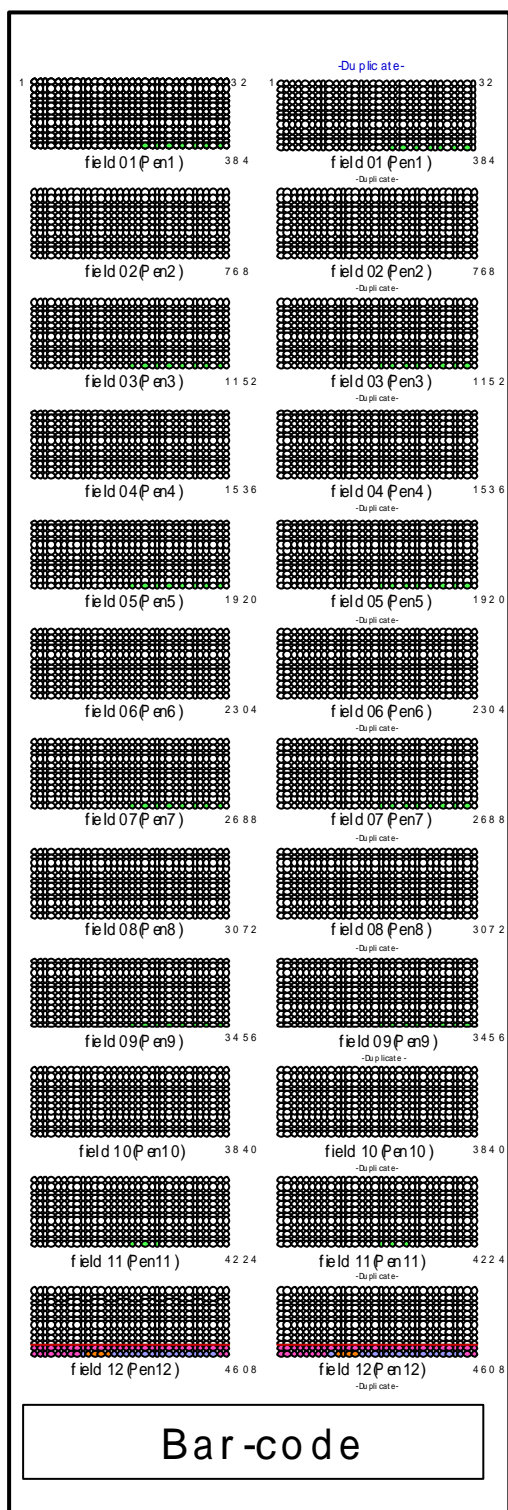 -Duplicate-
1 32 1 32
field 01(Pen1) 384 field 01(Pen1) 384
-Duplicate-
field 02(Pen2) 768 field 02(Pen2) 768
-Duplicate-
field 03(Pen3) 1152 field 03(Pen3) 1152
-Duplicate-
field 04(Pen4) 1536 field 04(Pen4) 1536
-Duplicate-
field 05(Pen5) 1920 field 05(Pen5) 1920
-Duplicate-
field 06(Pen6) 2304 field 06(Pen6) 2304
-Duplicate-
field 07(Pen7) 2688 field 07(Pen7) 2688
-Duplicate-
field 08(Pen8) 3072 field 08(Pen8) 3072
-Duplicate-
field 09(Pen9) 3456 field 09(Pen9) 3456
-Duplicate -
field 10(Pen10) 3840 field 10(Pen10) 3840
-Duplicate-
field 11(Pen11) 4224 field 11(Pen11) 4224
-Duplicate-
field 12(Pen12) 4608 field 12(Pen12) 4608
-Duplicate-
Bar-code